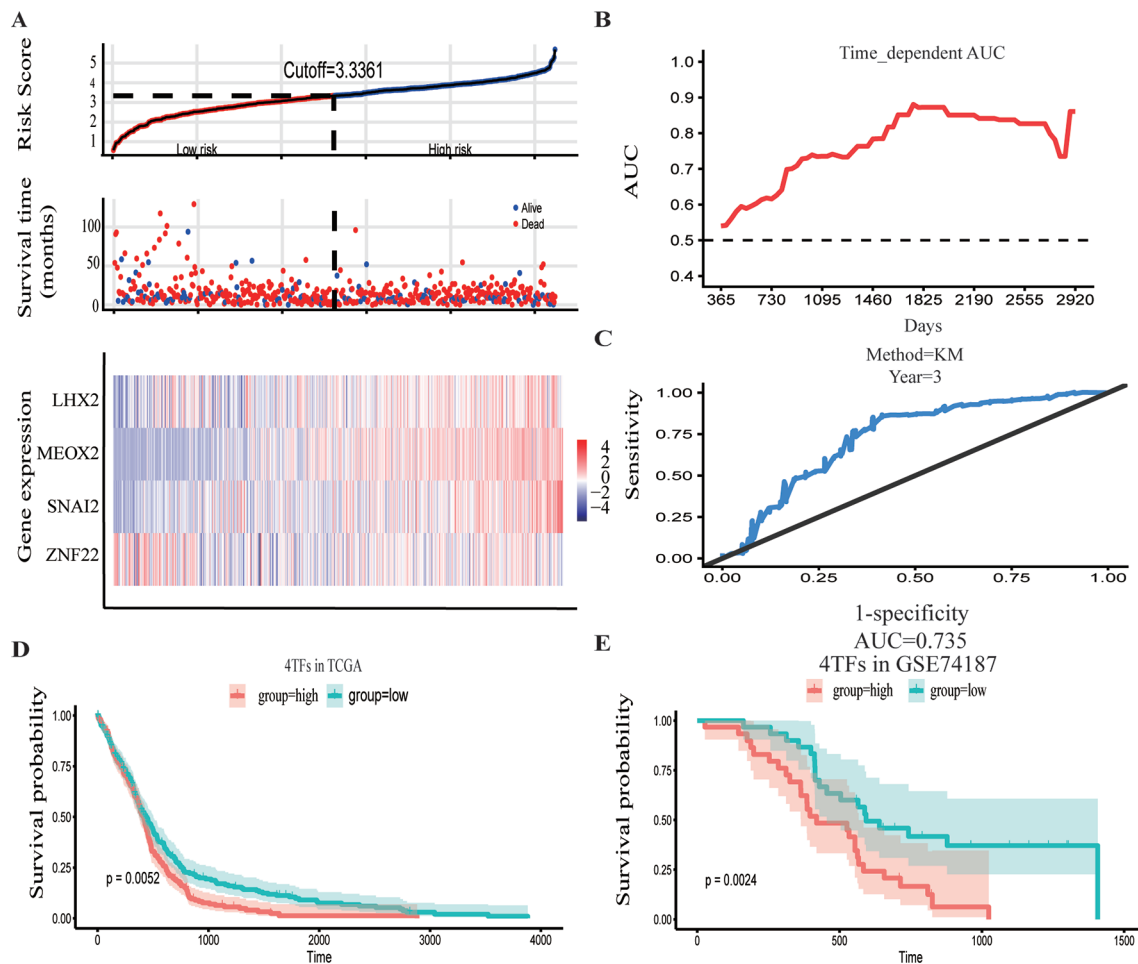 A
Risk Score
5
4
3
2
1
Cutoff=3.3361
Low risk
High risk
Survival time
(months)
100
50
0
Alive
Dead
Gene expression
LHX2
MEOX2
SNAI2
ZNF22
4
2
0
−2
−4
B
Time_dependent AUC
AUC
1.0
0.9
0.8
0.7
0.6
0.5
0.4
365 730 1095 1460 1825 2190 2555 2920
Days
C
Method=KM
Year=3
Sensitivity
1.00
0.75
0.50
0.25
0.00
0.00 0.25 0.50 0.75 1.00
1-specificity
AUC=0.735
D
4TFs in TCGA
group=high group=low
Survival probability
1.00
0.75
0.50
0.25
0.00
p = 0.0052
0 1000 2000 3000 4000
Time
E
4TFs in GSE74187
group=high group=low
Survival probability
1.00
0.75
0.50
0.25
0.00
p = 0.0024
0 500 1000 1500
Time